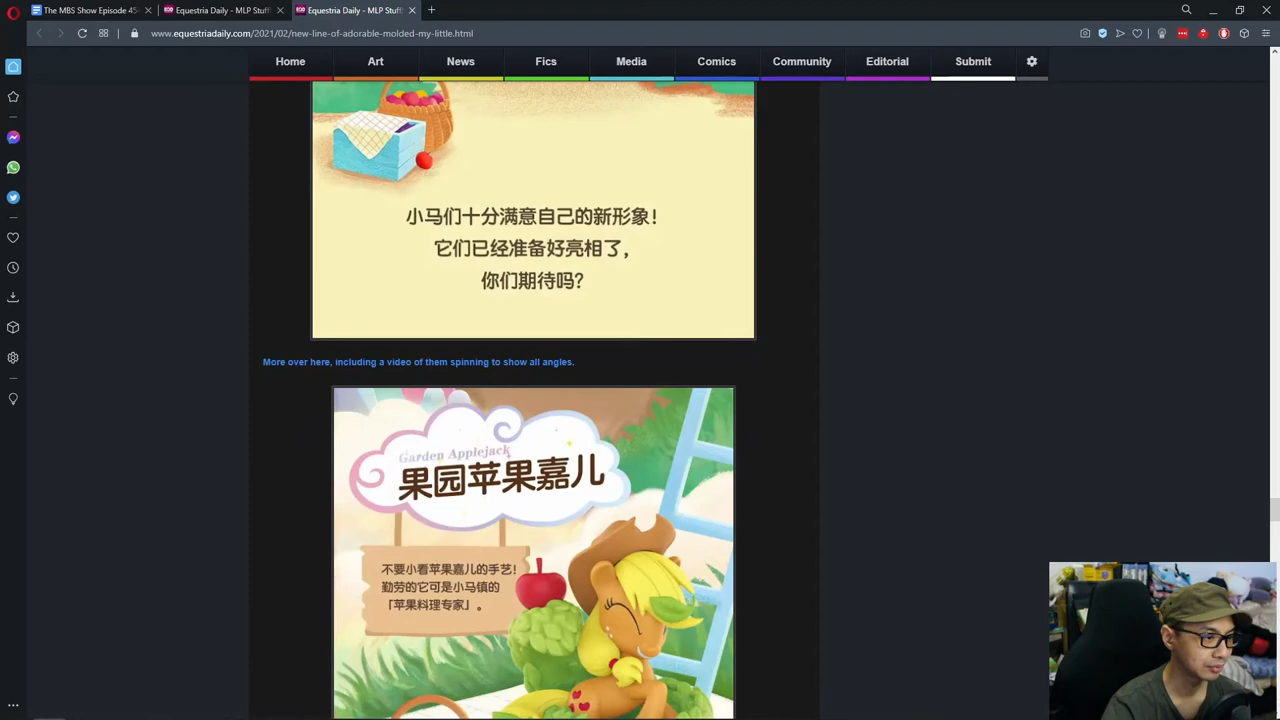 The MBS Show Episode 45
Equestria Daily - MLP Stuff
Equestria Daily - MLP Stuff
www.equestriadaily.com/2021/02/new-line-of-adorable-molded-my-little.html
Home Art News Fics Media Comics Community Editorial Submit
小马们十分满意自己的新形象！
它们已经准备好亮相了，
你们期待吗？
More over here, including a video of them spinning to show all angles.
Garden Applejack
果园苹果嘉儿
不要小看苹果嘉儿的手艺！
勤劳的它可是小马镇的
「苹果料理专家」。